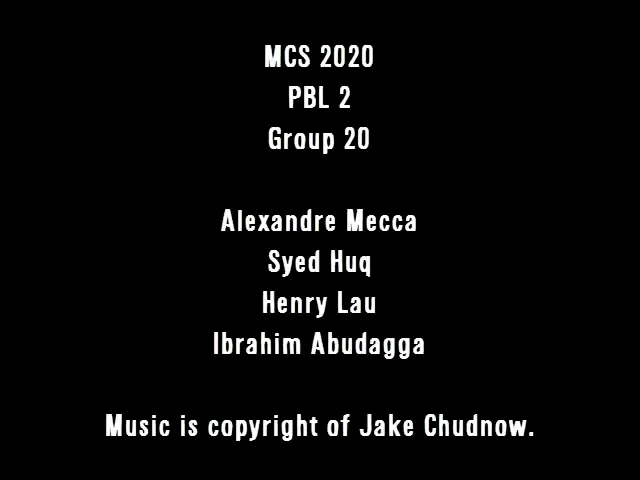 MCS 2020
PBL 2
Group 20
Alexandre Mecca
Syed Huq
Henry Lau
Ibrahim Abudagga
Music is copyright of Jake Chudnow.